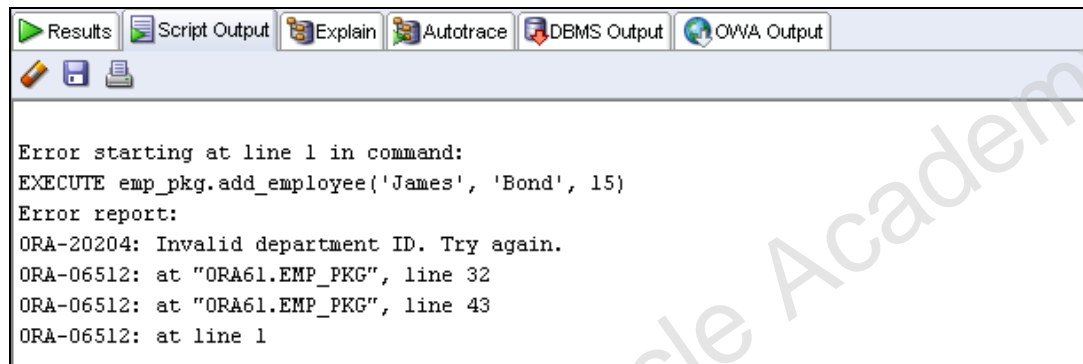 Results Script Output Explain Autotrace DBMS Output OWA Output
Error starting at line 1 in command:
EXECUTE emp_pkg.add_employee('James', 'Bond', 15)
Error report:
ORA-20204: Invalid department ID. Try again.
ORA-06512: at "ORA61.EMP_PKG", line 32
ORA-06512: at "ORA61.EMP_PKG", line 43
ORA-06512: at line 1